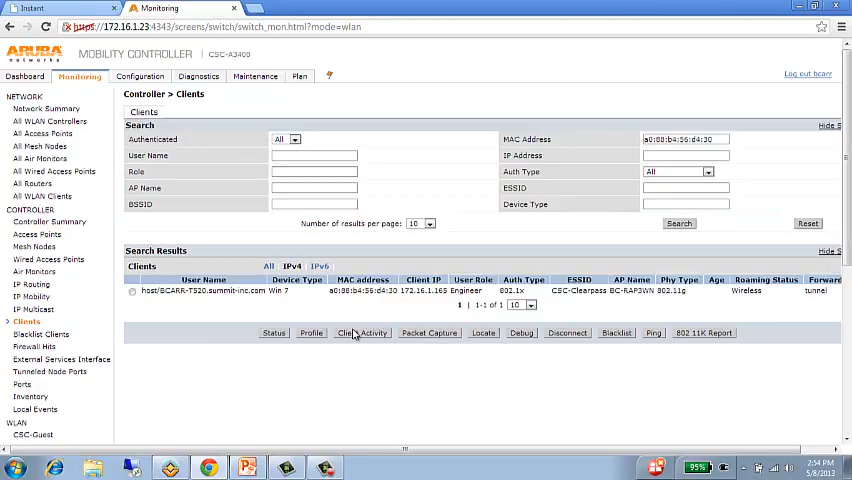 Instant
Monitoring
https://172.16.1.23:4343/screens/switch/switch_mon.html?mode=wlan
ARUBA networks
MOBILITY CONTROLLER | CSC-A3400
Dashboard Monitoring Configuration Diagnostics Maintenance Plan
Log out bcarr
NETWORK
Network Summary
All WLAN Controllers
All Access Points
All Mesh Nodes
All Air Monitors
All Wired Access Points
All Routers
All WLAN Clients
CONTROLLER
Controller Summary
Access Points
Mesh Nodes
Wired Access Points
Air Monitors
IP Routing
IP Mobility
IP Multicast
Clients
Blacklist Clients
Firewall Hits
External Services Interface
Tunneled Node Ports
Ports
Inventory
Local Events
WLAN
CSC-Guest
Controller > Clients
Clients
Search Hide S
Authenticated All MAC Address a0:88:b4:56:d4:30
User Name IP Address
Role Auth Type All
AP Name ESSID
BSSID Device Type
Number of results per page: 10 Search Reset
Search Results Hide S
Clients All | IPv4 | IPv6
User Name Device Type MAC address Client IP User Role Auth Type ESSID AP Name Phy Type Age Roaming Status Forward
host/BCARR-T520.summit-inc.com Win 7 a0:88:b4:56:d4:30 172.16.1.165 Engineer 802.1x CSC-Clearpass BC-RAP3WN 802.11g Wireless tunnel
1 | 1-1 of 1 10
Status Profile Client Activity Packet Capture Locate Debug Disconnect Blacklist Ping 802 11K Report
95%
2:54 PM
5/8/2013